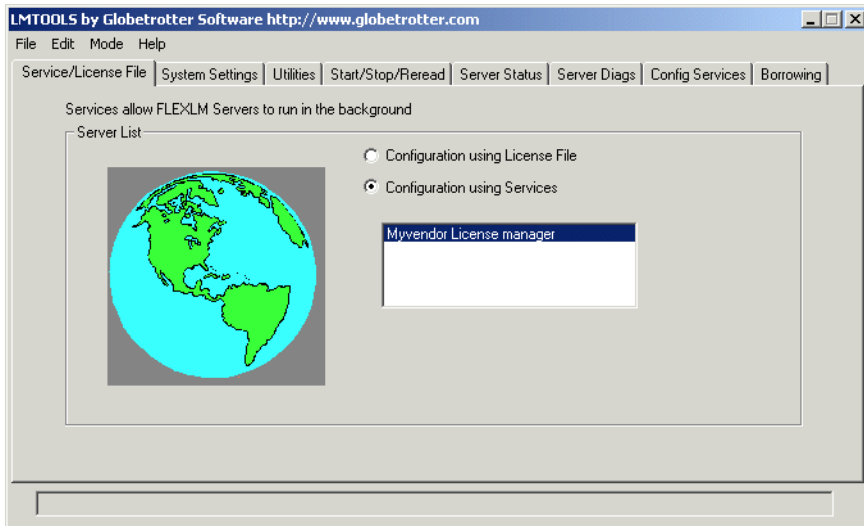 LMTOOLS by Globetrotter Software http://www.globetrotter.com
File Edit Mode Help
Service/License File System Settings Utilities Start/Stop/Reread Server Status Server Diags Config Services Borrowing
Services allow FLEXLM Servers to run in the background
Server List
Configuration using License File
Configuration using Services
Myvendor License manager